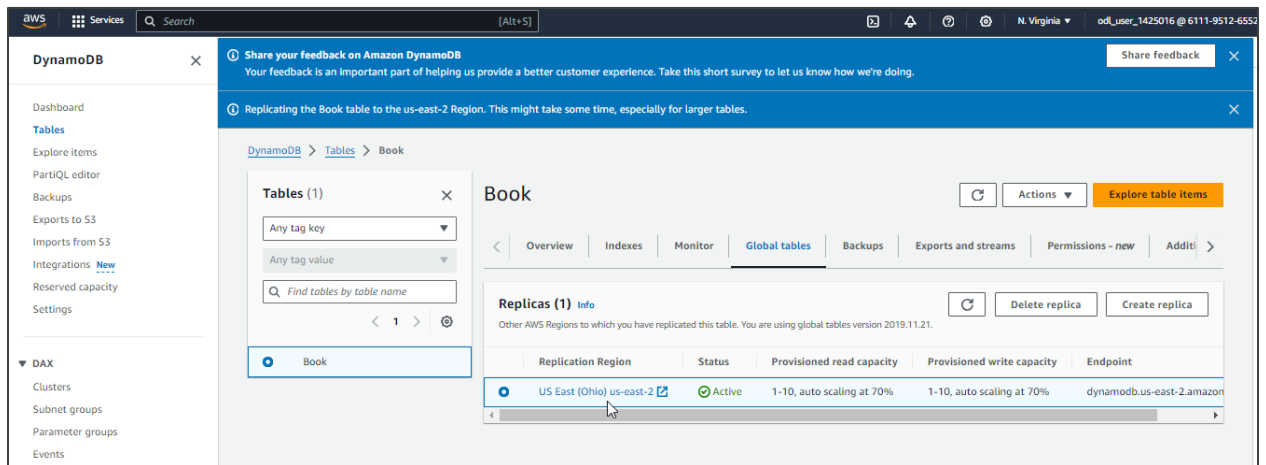 aws
Services
Search
[Alt+S]
N. Virginia
odl_user_1425016 @ 6111-9512-6552
DynamoDB
Dashboard
Tables
Explore items
PartiQL editor
Backups
Exports to S3
Imports from S3
Integrations New
Reserved capacity
Settings
DAX
Clusters
Subnet groups
Parameter groups
Events
Share your feedback on Amazon DynamoDB
Your feedback is an important part of helping us provide a better customer experience. Take this short survey to let us know how we're doing.
Share feedback
Replicating the Book table to the us-east-2 Region. This might take some time, especially for larger tables.
DynamoDB > Tables > Book
Tables (1)
Any tag key
Any tag value
Find tables by table name
1
Book
Book
Actions
Explore table items
Overview Indexes Monitor Global tables Backups Exports and streams Permissions - new Additi
Replicas (1) Info
Delete replica
Create replica
Other AWS Regions to which you have replicated this table. You are using global tables version 2019.11.21.
Replication Region Status Provisioned read capacity Provisioned write capacity Endpoint
US East (Ohio) us-east-2 Active 1-10, auto scaling at 70% 1-10, auto scaling at 70% dynamodb.us-east-2.amazon